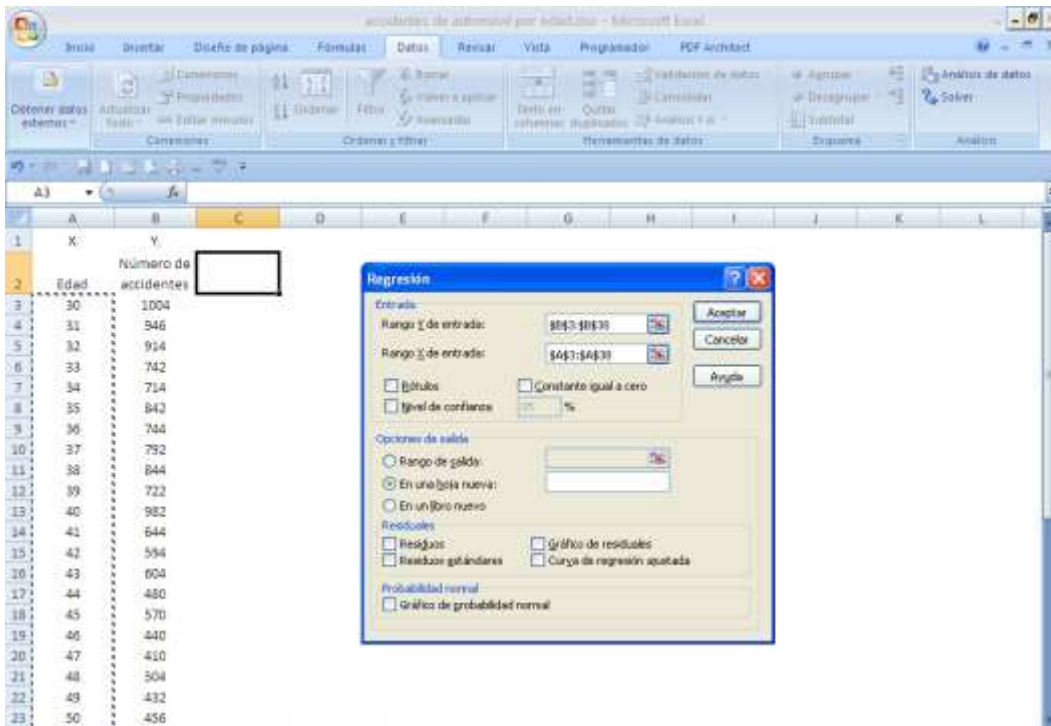 accidentes de automóvil por edad.xlsx - Microsoft Excel
Inicio Insertar Diseño de página Fórmulas Datos Revisar Vista Programador PDF Architect
Obtener datos externos
Actualizar todo
Conexiones
Propiedades
Editar vínculos
Conexiones
Ordenar
Filtro
Borrar
Volver a aplicar
Avanzadas
Ordenar y filtrar
Texto en columnas
Quitar duplicados
Validación de datos
Consolidar
Análisis Y si
Herramientas de datos
Agrupar
Desagrupar
Subtotal
Esquema
Análisis de datos
Solver
Análisis
A3 fx
A B C D E F G H I J K L
1 X Y
2 Edad Número de accidentes
3 30 1004
4 31 946
5 32 914
6 33 742
7 34 714
8 35 842
9 36 744
10 37 792
11 38 844
12 39 722
13 40 982
14 41 644
15 42 594
16 43 604
17 44 480
18 45 570
19 46 440
20 47 410
21 48 504
22 49 432
23 50 456
Regresión
Entrada
Rango Y de entrada: $B$3:$B$38
Rango X de entrada: $A$3:$A$38
Rótulos Constante igual a cero
Nivel de confianza 95 %
Aceptar
Cancelar
Ayuda
Opciones de salida
Rango de salida:
En una hoja nueva:
En un libro nuevo
Residuales
Residuos Gráfico de residuales
Residuos estándares Curva de regresión ajustada
Probabilidad normal
Gráfico de probabilidad normal